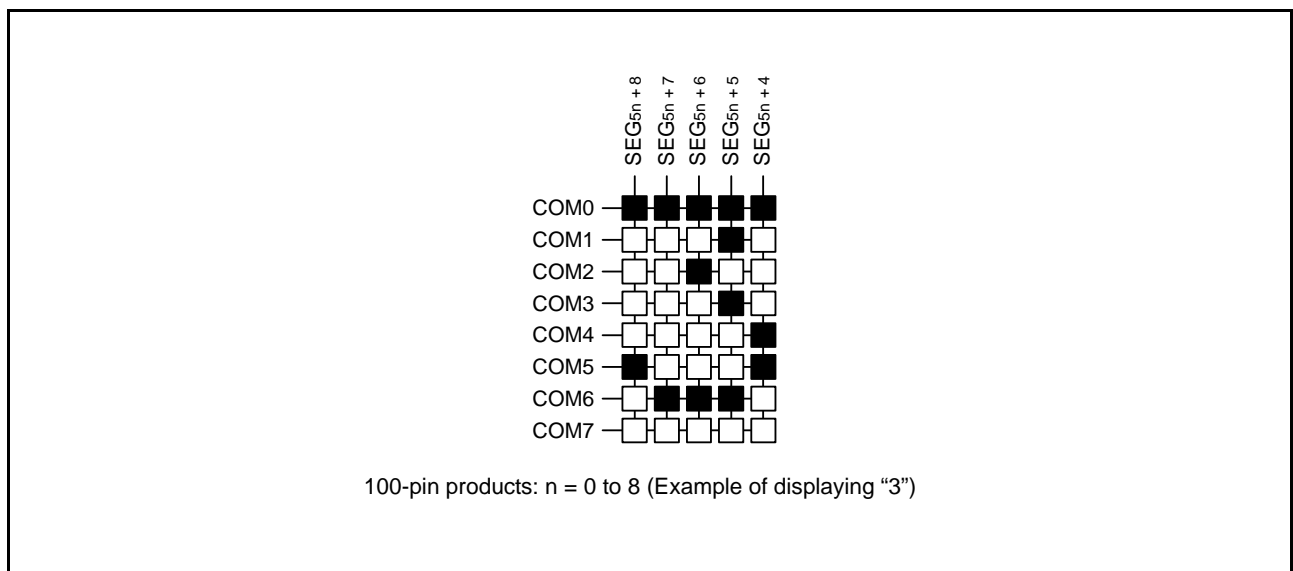 SEG5n + 8
SEG5n + 7
SEG5n + 6
SEG5n + 5
SEG5n + 4
COM0
COM1
COM2
COM3
COM4
COM5
COM6
COM7
100-pin products: n = 0 to 8 (Example of displaying “3”)